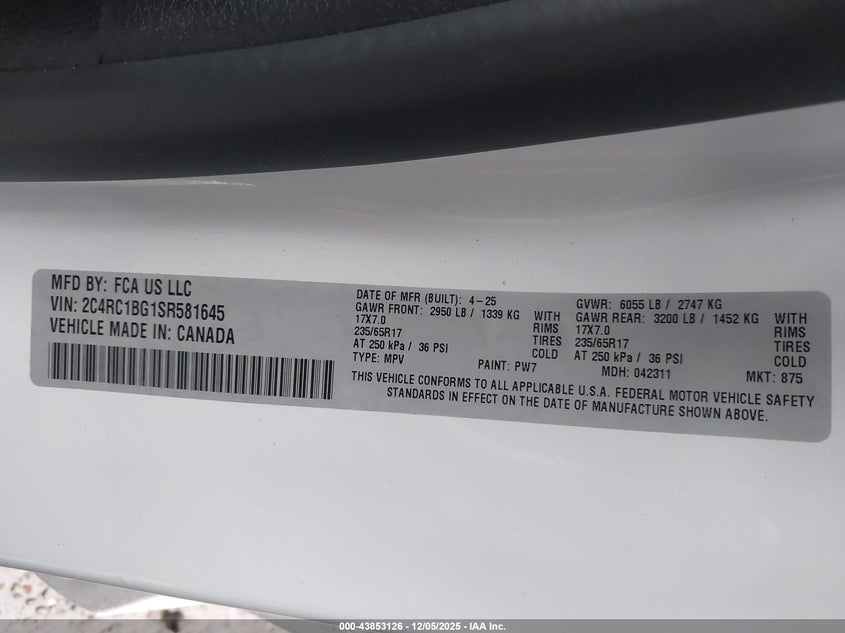 MFD BY: FCA US LLC
VIN: 2C4RC1BG1SR581645
VEHICLE MADE IN: CANADA
DATE OF MFR (BUILT): 4-25
GAWR FRONT: 2950 LB / 1339 KG WITH
17X7.0 RIMS
235/65R17 TIRES
AT 250 kPa / 36 PSI COLD
TYPE: MPV PAINT: PW7
GVWR: 6055 LB / 2747 KG
GAWR REAR: 3200 LB / 1452 KG WITH
17X7.0 RIMS
235/65R17 TIRES
AT 250 kPa / 36 PSI COLD
MDH: 042311 MKT: 875
THIS VEHICLE CONFORMS TO ALL APPLICABLE U.S.A. FEDERAL MOTOR VEHICLE SAFETY
STANDARDS IN EFFECT ON THE DATE OF MANUFACTURE SHOWN ABOVE.
000-43853126 - 12/05/2025 - IAA Inc.